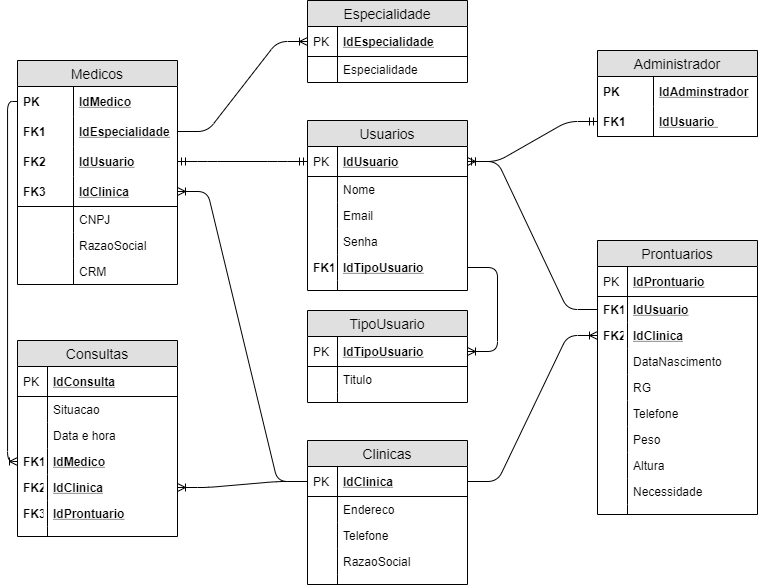 Especialidade
PK IdEspecialidade
Especialidade
Medicos
PK IdMedico
FK1 IdEspecialidade
FK2 IdUsuario
FK3 IdClinica
CNPJ
RazaoSocial
CRM
Usuarios
PK IdUsuario
Nome
Email
Senha
FK1 IdTipoUsuario
Administrador
PK IdAdminstrador
FK1 IdUsuario
TipoUsuario
PK IdTipoUsuario
Titulo
Prontuarios
PK IdProntuario
FK1 IdUsuario
FK2 IdClinica
DataNascimento
RG
Telefone
Peso
Altura
Necessidade
Consultas
PK IdConsulta
Situacao
Data e hora
FK1 IdMedico
FK2 IdClinica
FK3 IdProntuario
Clinicas
PK IdClinica
Endereco
Telefone
RazaoSocial